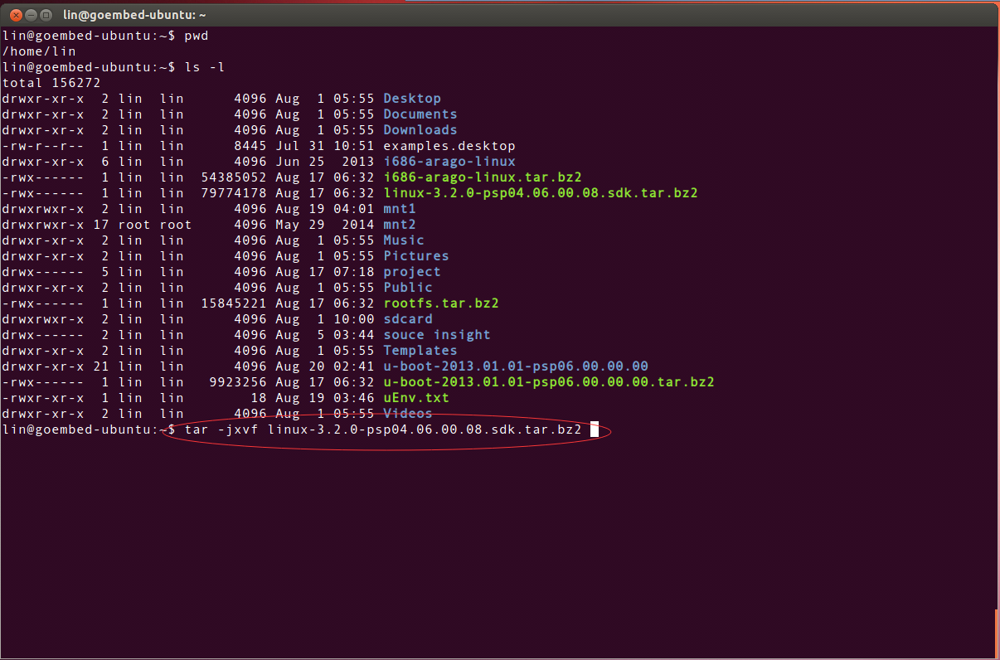 lin@goembed-ubuntu: ~
lin@goembed-ubuntu:~$ pwd
/home/lin
lin@goembed-ubuntu:~$ ls -l
total 156272
drwxr-xr-x  2 lin  lin      4096 Aug  1 05:55 Desktop
drwxr-xr-x  2 lin  lin      4096 Aug  1 05:55 Documents
drwxr-xr-x  2 lin  lin      4096 Aug  1 05:55 Downloads
-rw-r--r--  1 lin  lin      8445 Jul 31 10:51 examples.desktop
drwxr-xr-x  6 lin  lin      4096 Jun 25  2013 i686-arago-linux
-rwx------  1 lin  lin  54385052 Aug 17 06:32 i686-arago-linux.tar.bz2
-rwx------  1 lin  lin  79774178 Aug 17 06:32 linux-3.2.0-psp04.06.00.08.sdk.tar.bz2
drwxrwxr-x  2 lin  lin      4096 Aug 19 04:01 mnt1
drwxrwxr-x 17 root root     4096 May 29  2014 mnt2
drwxr-xr-x  2 lin  lin      4096 Aug  1 05:55 Music
drwxr-xr-x  2 lin  lin      4096 Aug  1 05:55 Pictures
drwx------  5 lin  lin      4096 Aug 17 07:18 project
drwxr-xr-x  2 lin  lin      4096 Aug  1 05:55 Public
-rwx------  1 lin  lin  15845221 Aug 17 06:32 rootfs.tar.bz2
drwxrwxr-x  2 lin  lin      4096 Aug  1 10:00 sdcard
drwx------  2 lin  lin      4096 Aug  5 03:44 souce insight
drwxr-xr-x  2 lin  lin      4096 Aug  1 05:55 Templates
drwxr-xr-x 21 lin  lin      4096 Aug 20 02:41 u-boot-2013.01.01-psp06.00.00.00
-rwx------  1 lin  lin   9923256 Aug 17 06:32 u-boot-2013.01.01-psp06.00.00.00.tar.bz2
-rwxr-xr-x  1 lin  lin        18 Aug 19 03:46 uEnv.txt
drwxr-xr-x  2 lin  lin      4096 Aug  1 05:55 Videos
lin@goembed-ubuntu:~$ tar -jxvf linux-3.2.0-psp04.06.00.08.sdk.tar.bz2